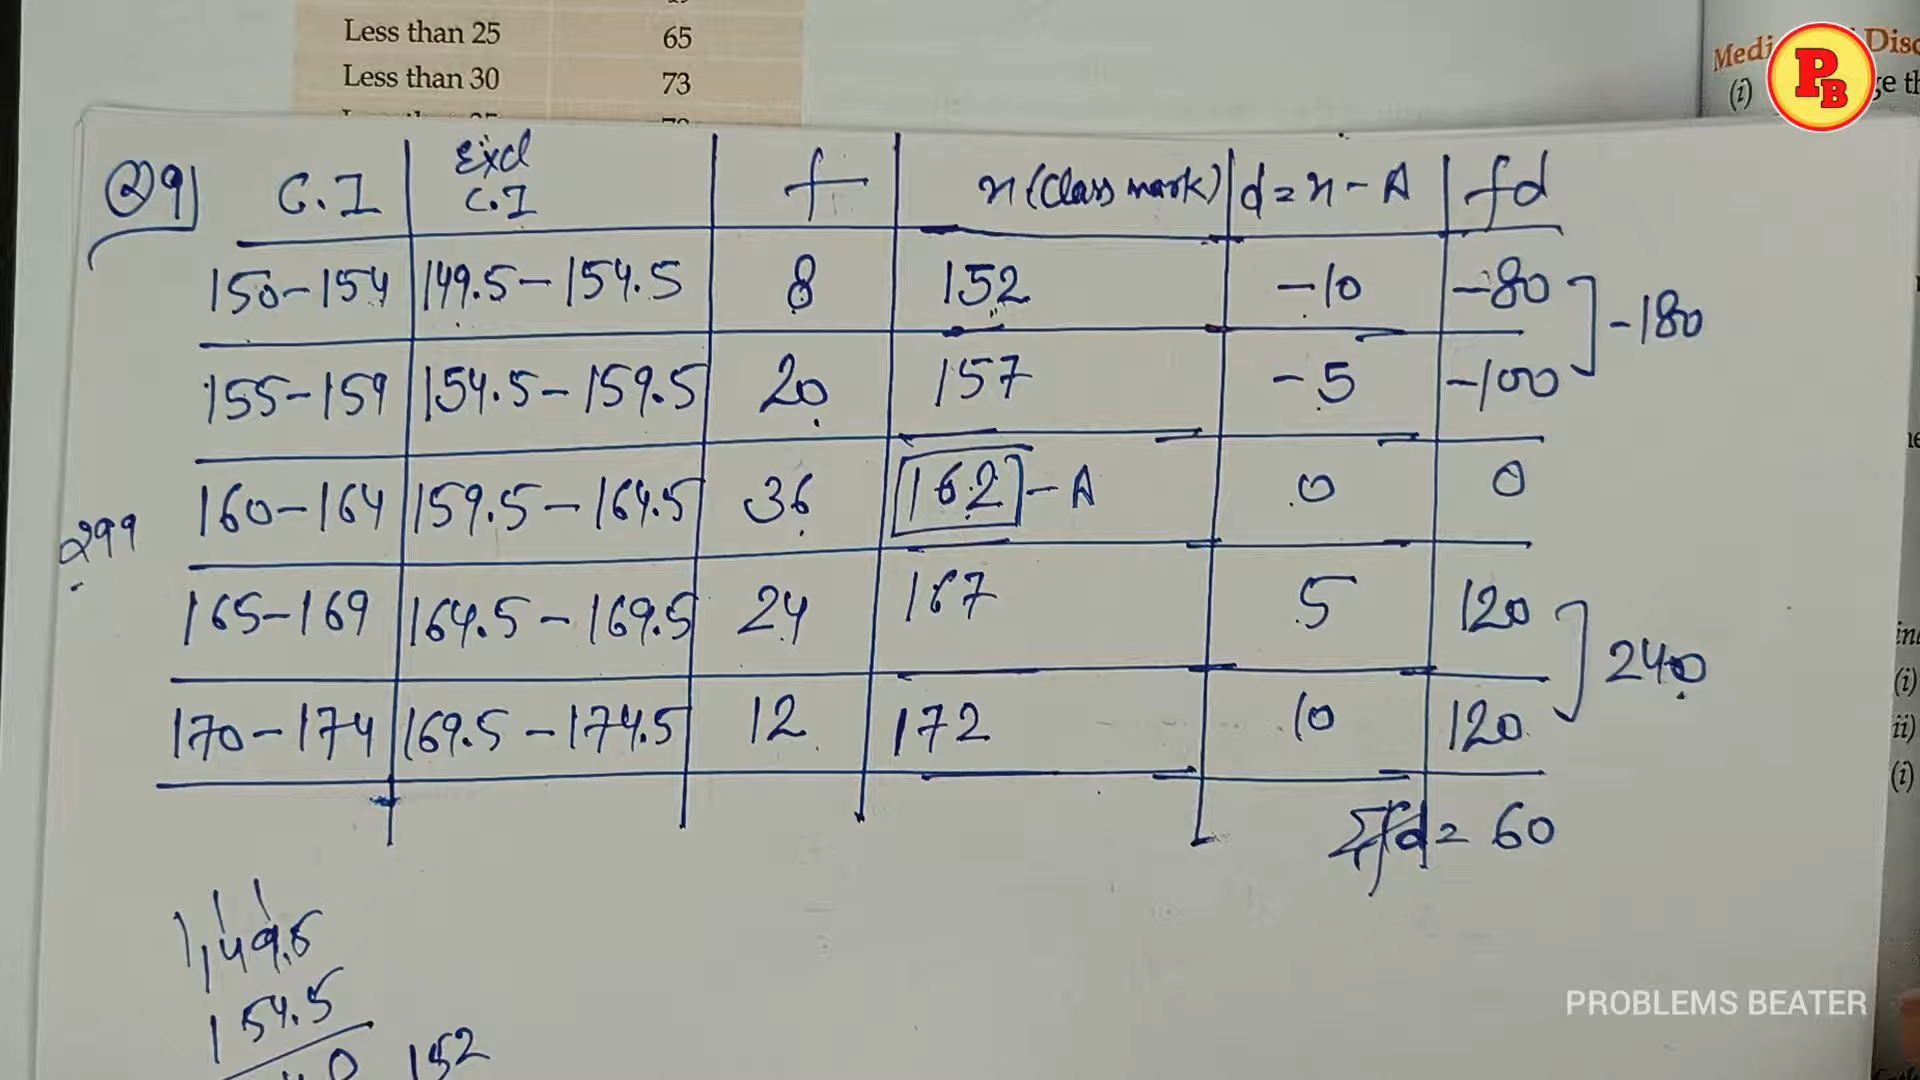 Less than 25 65
Less than 30 73
Medi Disc
(i) ge th
PB
Q9) C.I Excl C.I f x (Class mark) d = x - A fd
150-154 149.5-154.5 8 152 -10 -80
-180
155-159 154.5-159.5 20 157 -5 -100
160-164 159.5-164.5 36 162 - A 0 0
299
165-169 164.5-169.5 24 167 5 120
240
170-174 169.5-174.5 12 172 10 120
Σfd = 60
149.5
154.5
152
(i)
ii)
(i)
PROBLEMS BEATER